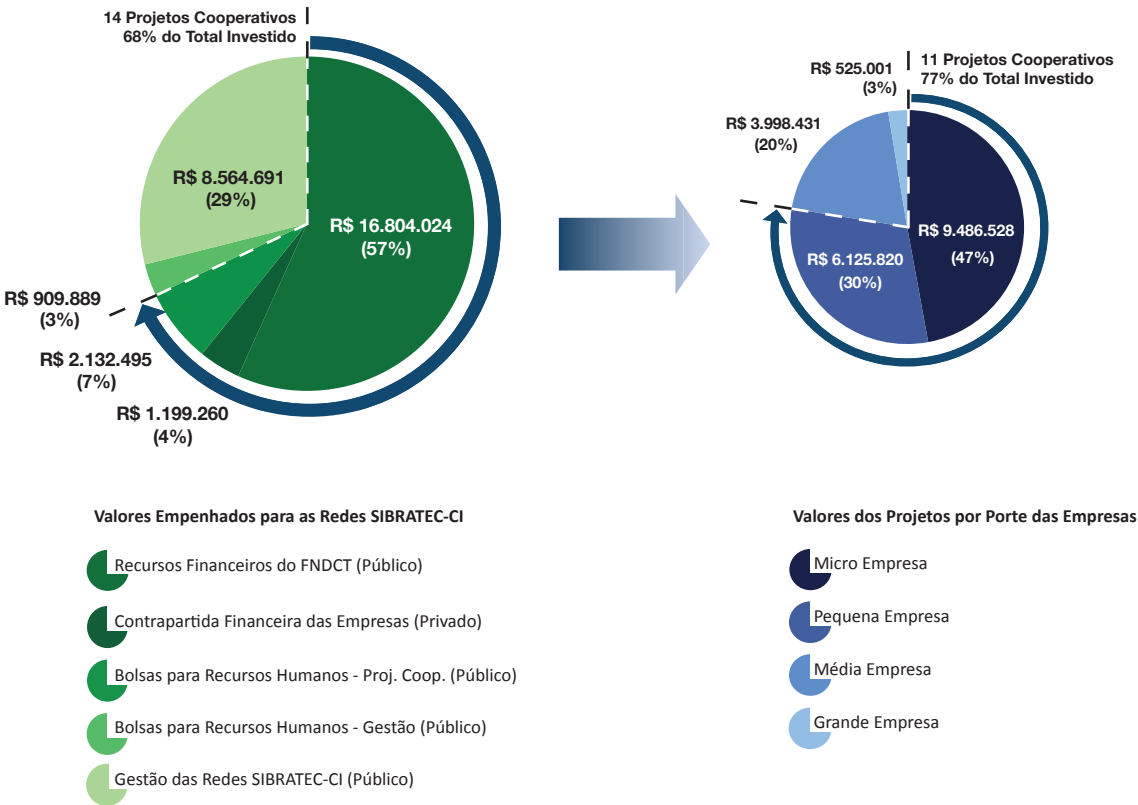 14 Projetos Cooperativos
68% do Total Investido
R$ 8.564.691
(29%)
R$ 16.804.024
(57%)
R$ 909.889
(3%)
R$ 2.132.495
(7%)
R$ 1.199.260
(4%)
11 Projetos Cooperativos
77% do Total Investido
R$ 525.001
(3%)
R$ 3.998.431
(20%)
R$ 9.486.528
(47%)
R$ 6.125.820
(30%)
Valores Empenhados para as Redes SIBRATEC-CI
Recursos Financeiros do FNDCT (Público)
Contrapartida Financeira das Empresas (Privado)
Bolsas para Recursos Humanos - Proj. Coop. (Público)
Bolsas para Recursos Humanos - Gestão (Público)
Gestão das Redes SIBRATEC-CI (Público)
Valores dos Projetos por Porte das Empresas
Micro Empresa
Pequena Empresa
Média Empresa
Grande Empresa